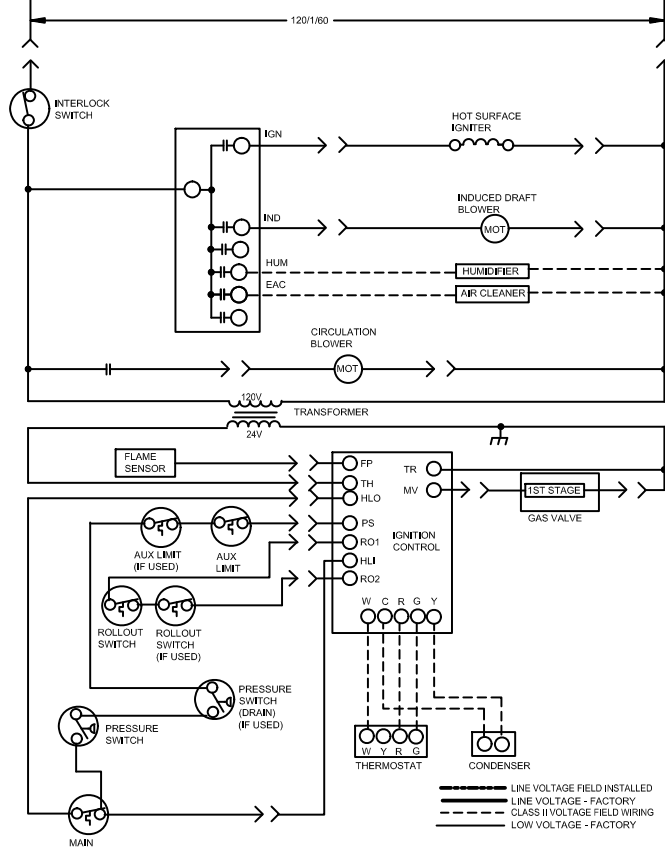 120/1/60
INTERLOCK
SWITCH
IGN
HOT SURFACE
IGNITER
IND
INDUCED DRAFT
BLOWER
MOT
HUM
HUMIDIFIER
EAC
AIR CLEANER
CIRCULATION
BLOWER
MOT
120V
TRANSFORMER
24V
FLAME
SENSOR
FP
TR
TH
HLO
MV
1ST STAGE
GAS VALVE
PS
AUX LIMIT
(IF USED)
AUX
LIMIT
RO1
IGNITION
CONTROL
HLI
RO2
W C R G Y
ROLLOUT
SWITCH
ROLLOUT
SWITCH
(IF USED)
PRESSURE
SWITCH
(DRAIN)
(IF USED)
PRESSURE
SWITCH
W Y R G
THERMOSTAT
CONDENSER
MAIN
LINE VOLTAGE FIELD INSTALLED
LINE VOLTAGE - FACTORY
CLASS II VOLTAGE FIELD WIRING
LOW VOLTAGE - FACTORY